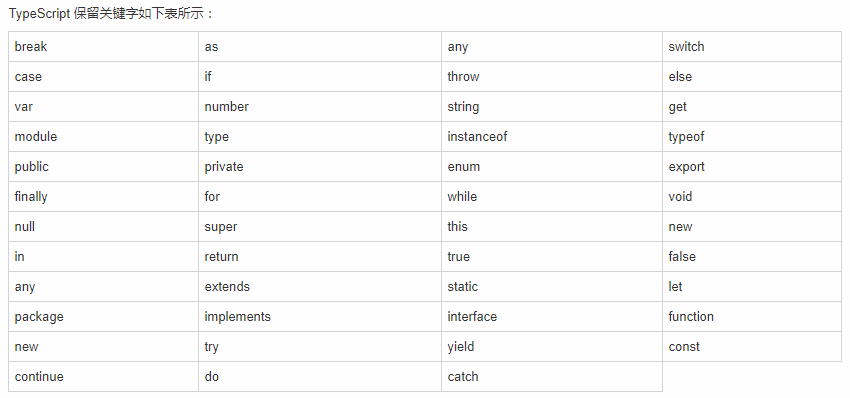 TypeScript 保留关键字如下表所示：
break as any switch
case if throw else
var number string get
module type instanceof typeof
public private enum export
finally for while void
null super this new
in return true false
any extends static let
package implements interface function
new try yield const
continue do catch